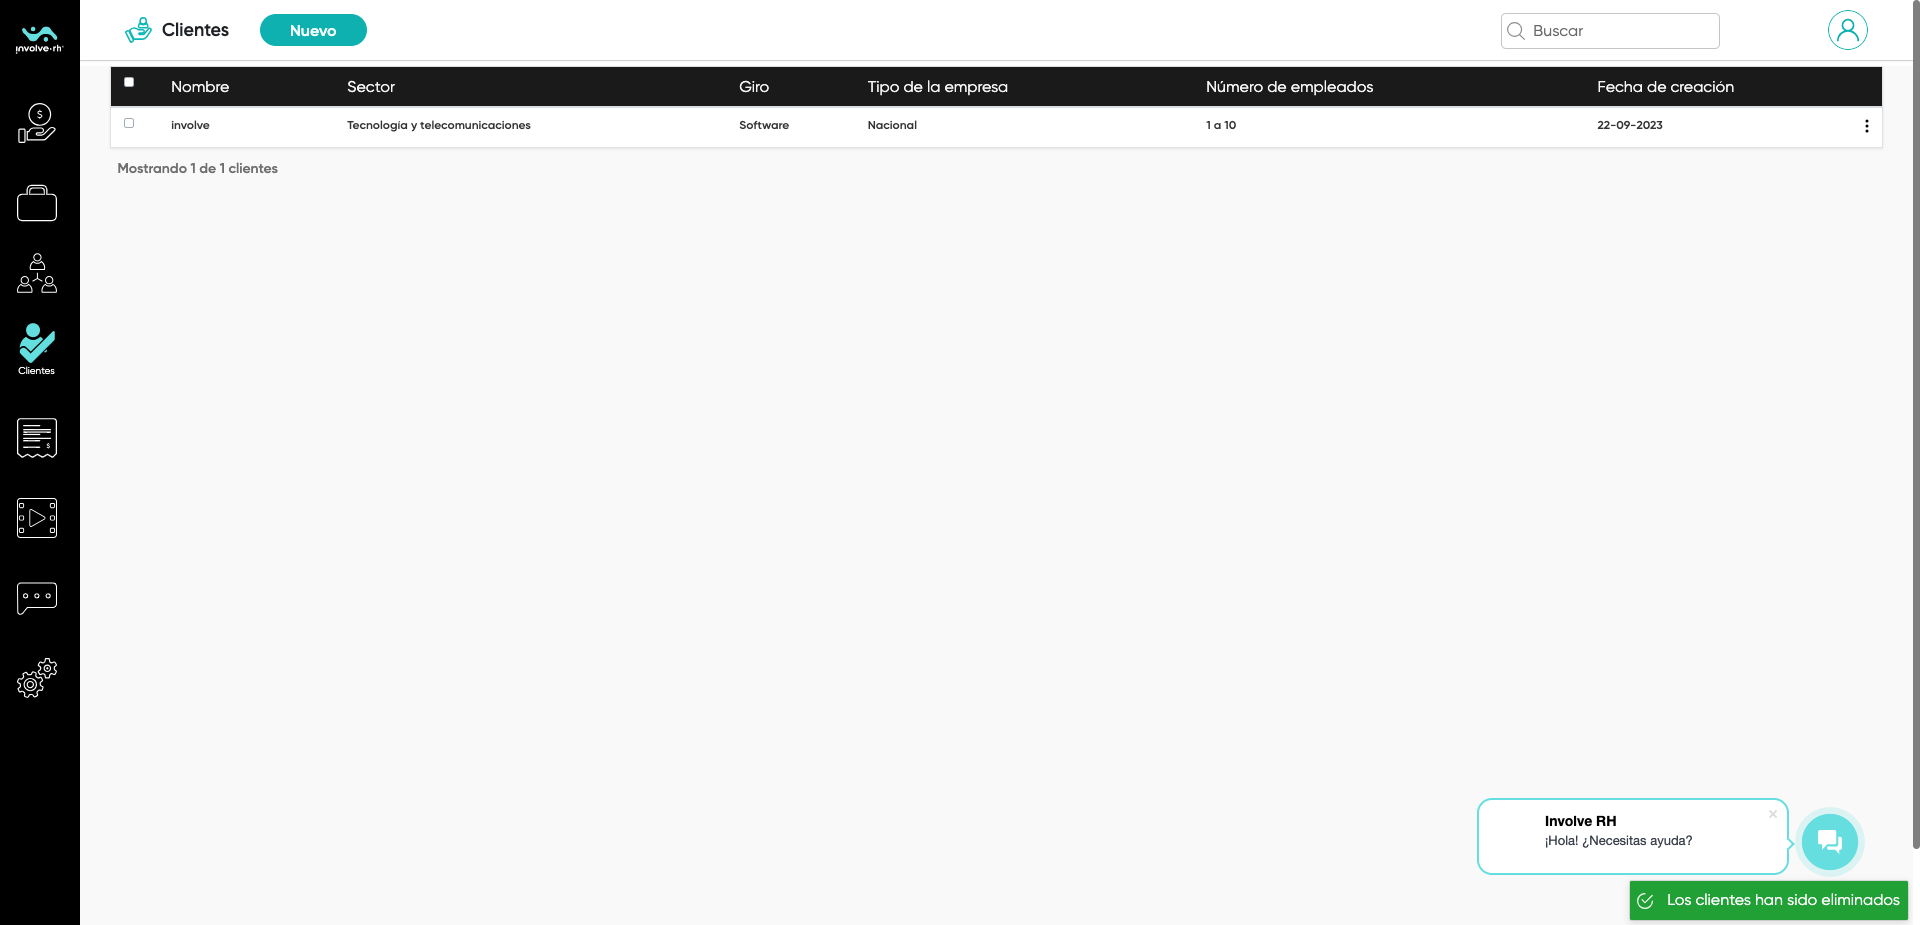 involve·rh
Clientes
Nuevo
Buscar
Nombre Sector Giro Tipo de la empresa Número de empleados Fecha de creación
involve Tecnología y telecomunicaciones Software Nacional 1 a 10 22-09-2023
Mostrando 1 de 1 clientes
$
Clientes
$
Involve RH
¡Hola! ¿Necesitas ayuda?
Los clientes han sido eliminados